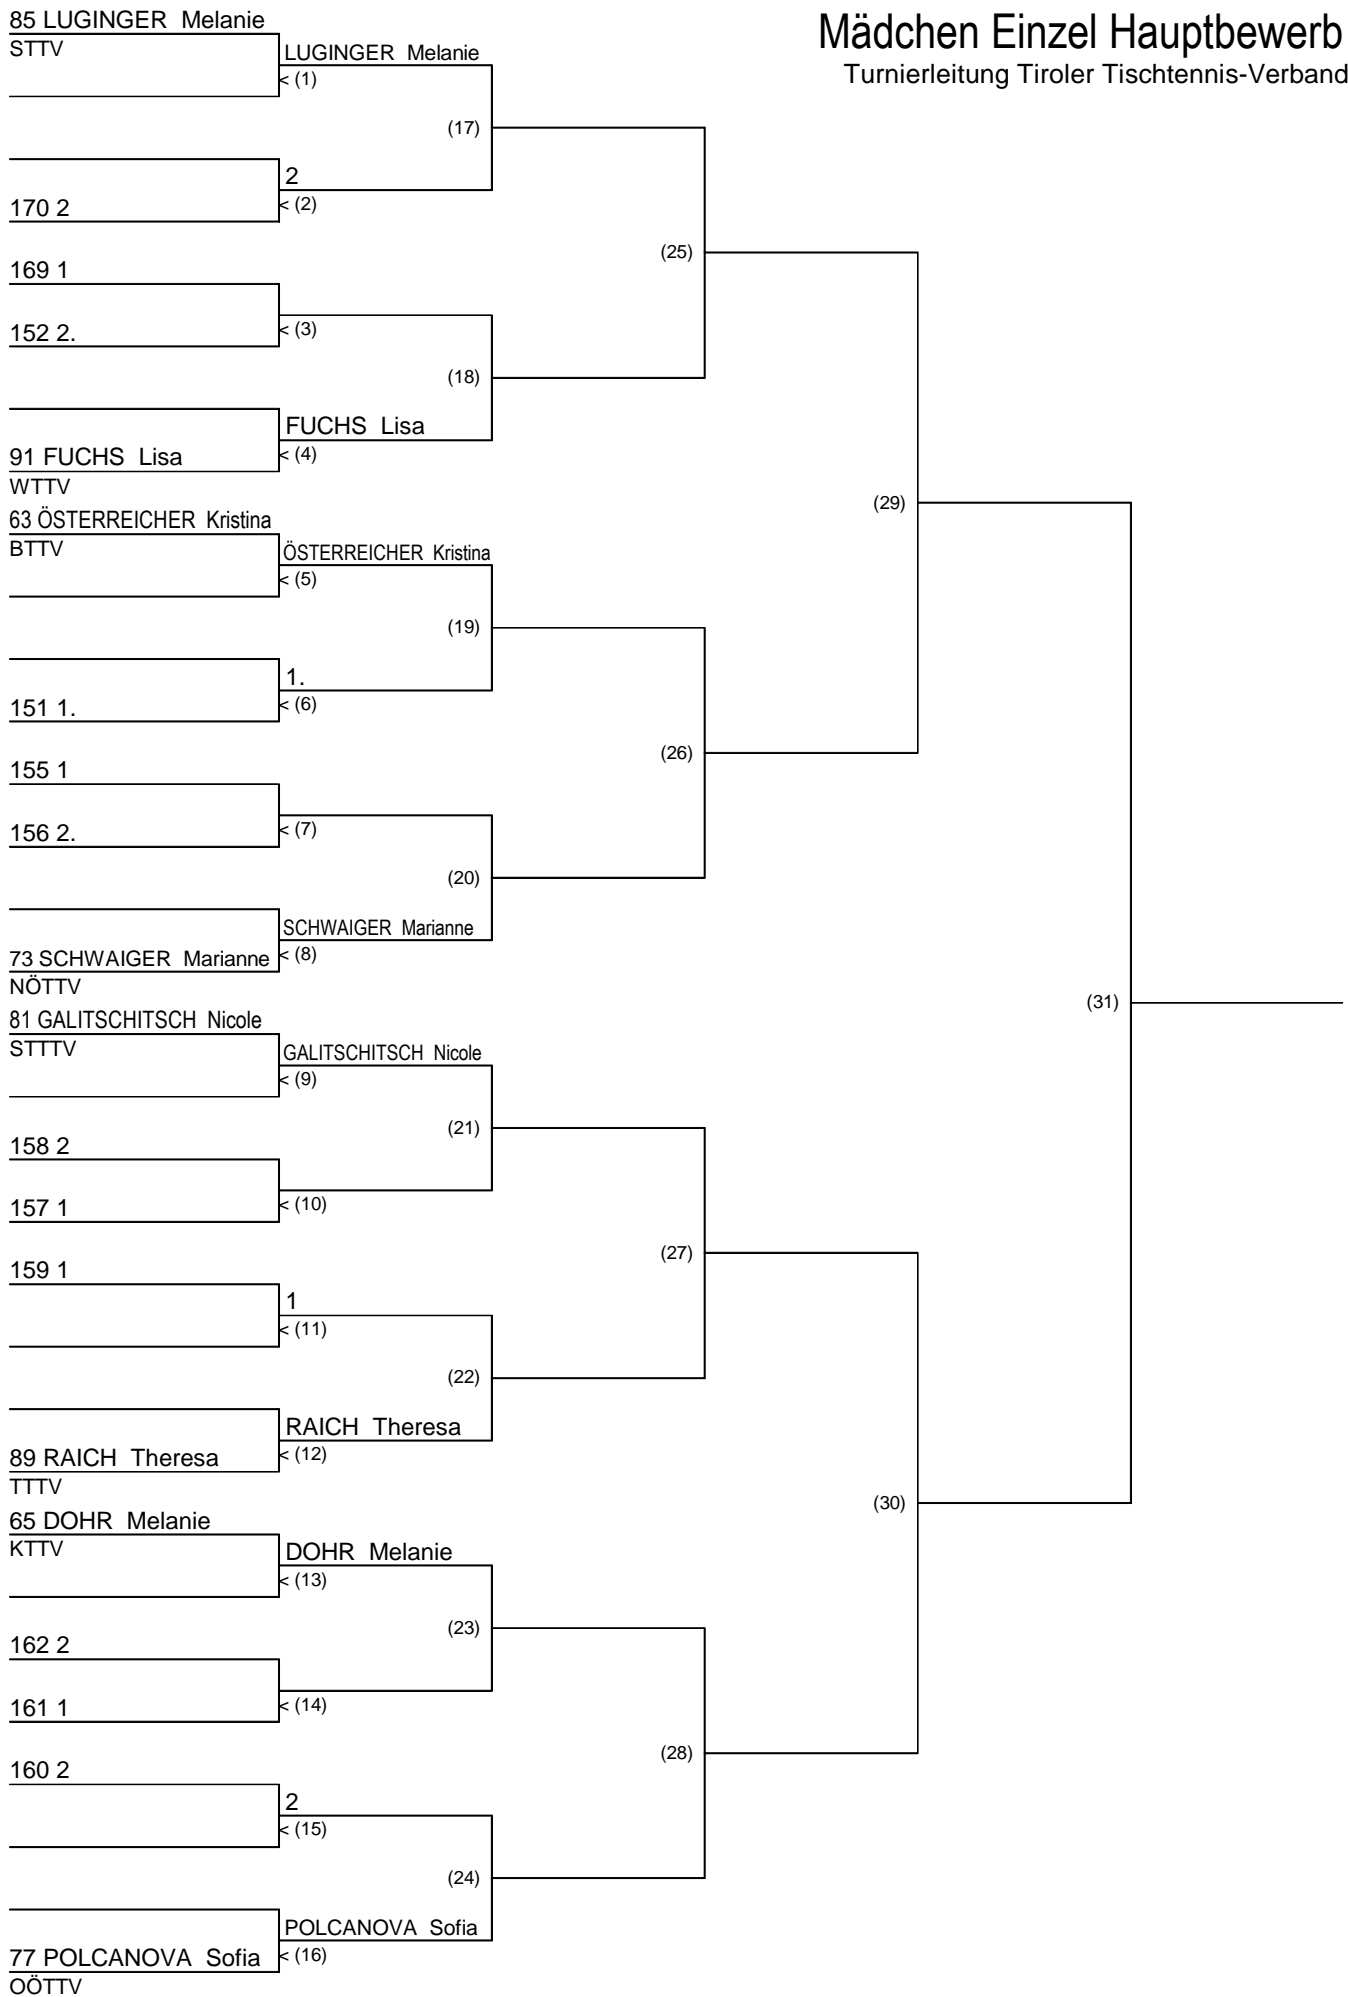 Mädchen Einzel Hauptbewerb
Turnierleitung Tiroler Tischtennis-Verband
85 LUGINGER Melanie
STTV
LUGINGER Melanie
< (1)
(17)
2
170 2
< (2)
(25)
169 1
152 2.
< (3)
(18)
FUCHS Lisa
91 FUCHS Lisa
< (4)
WTTV
(29)
63 ÖSTERREICHER Kristina
BTTV
ÖSTERREICHER Kristina
< (5)
(19)
1.
151 1.
< (6)
(26)
155 1
156 2.
< (7)
(20)
SCHWAIGER Marianne
73 SCHWAIGER Marianne
< (8)
NÖTTV
(31)
81 GALITSCHITSCH Nicole
STTTV
GALITSCHITSCH Nicole
< (9)
(21)
158 2
157 1
< (10)
(27)
159 1
1
< (11)
(22)
RAICH Theresa
89 RAICH Theresa
< (12)
TTTV
(30)
65 DOHR Melanie
KTTV
DOHR Melanie
< (13)
(23)
162 2
161 1
< (14)
(28)
160 2
2
< (15)
(24)
POLCANOVA Sofia
77 POLCANOVA Sofia
< (16)
OÖTTV